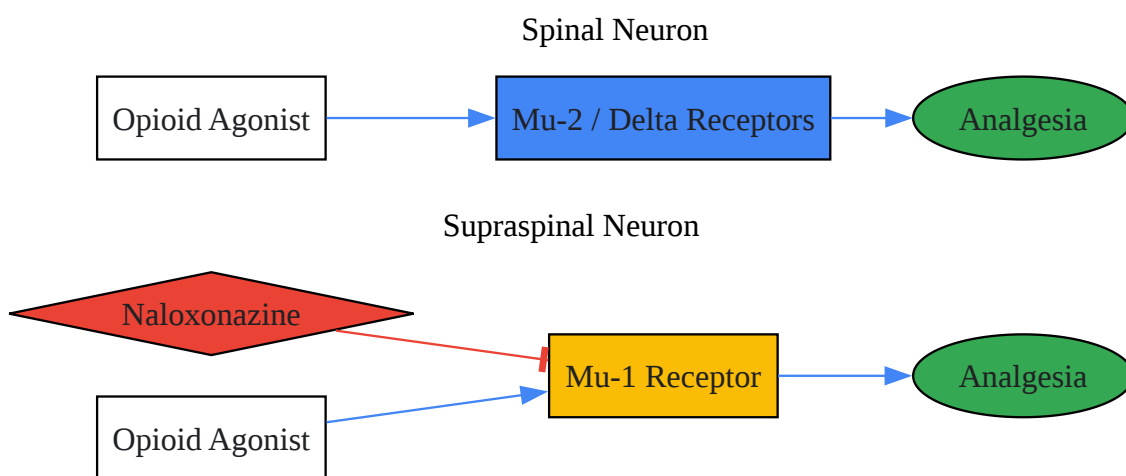 Spinal Neuron
Opioid Agonist
Mu-2 / Delta Receptors
Analgesia
Supraspinal Neuron
Naloxonazine
Mu-1 Receptor
Analgesia
Opioid Agonist